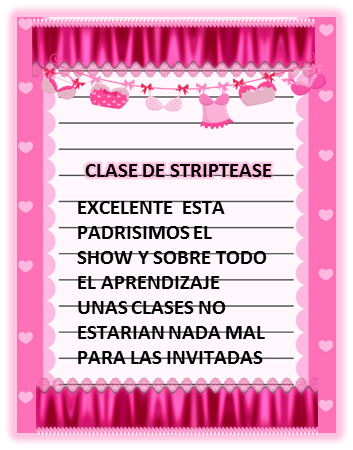 CLASE DE STRIPTEASE
EXCELENTE ESTA
PADRISIMOS EL
SHOW Y SOBRE TODO
EL APRENDIZAJE
UNAS CLASES NO
ESTARIAN NADA MAL
PARA LAS INVITADAS